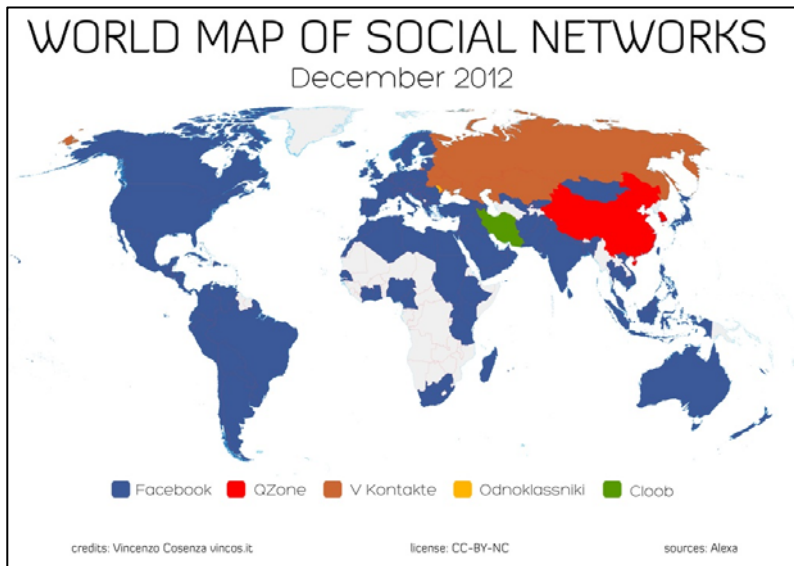 WORLD MAP OF SOCIAL NETWORKS
December 2012
Facebook QZone V Kontakte Odnoklassniki Cloob
credits: Vincenzo Cosenza vincos.it license: CC-BY-NC sources: Alexa